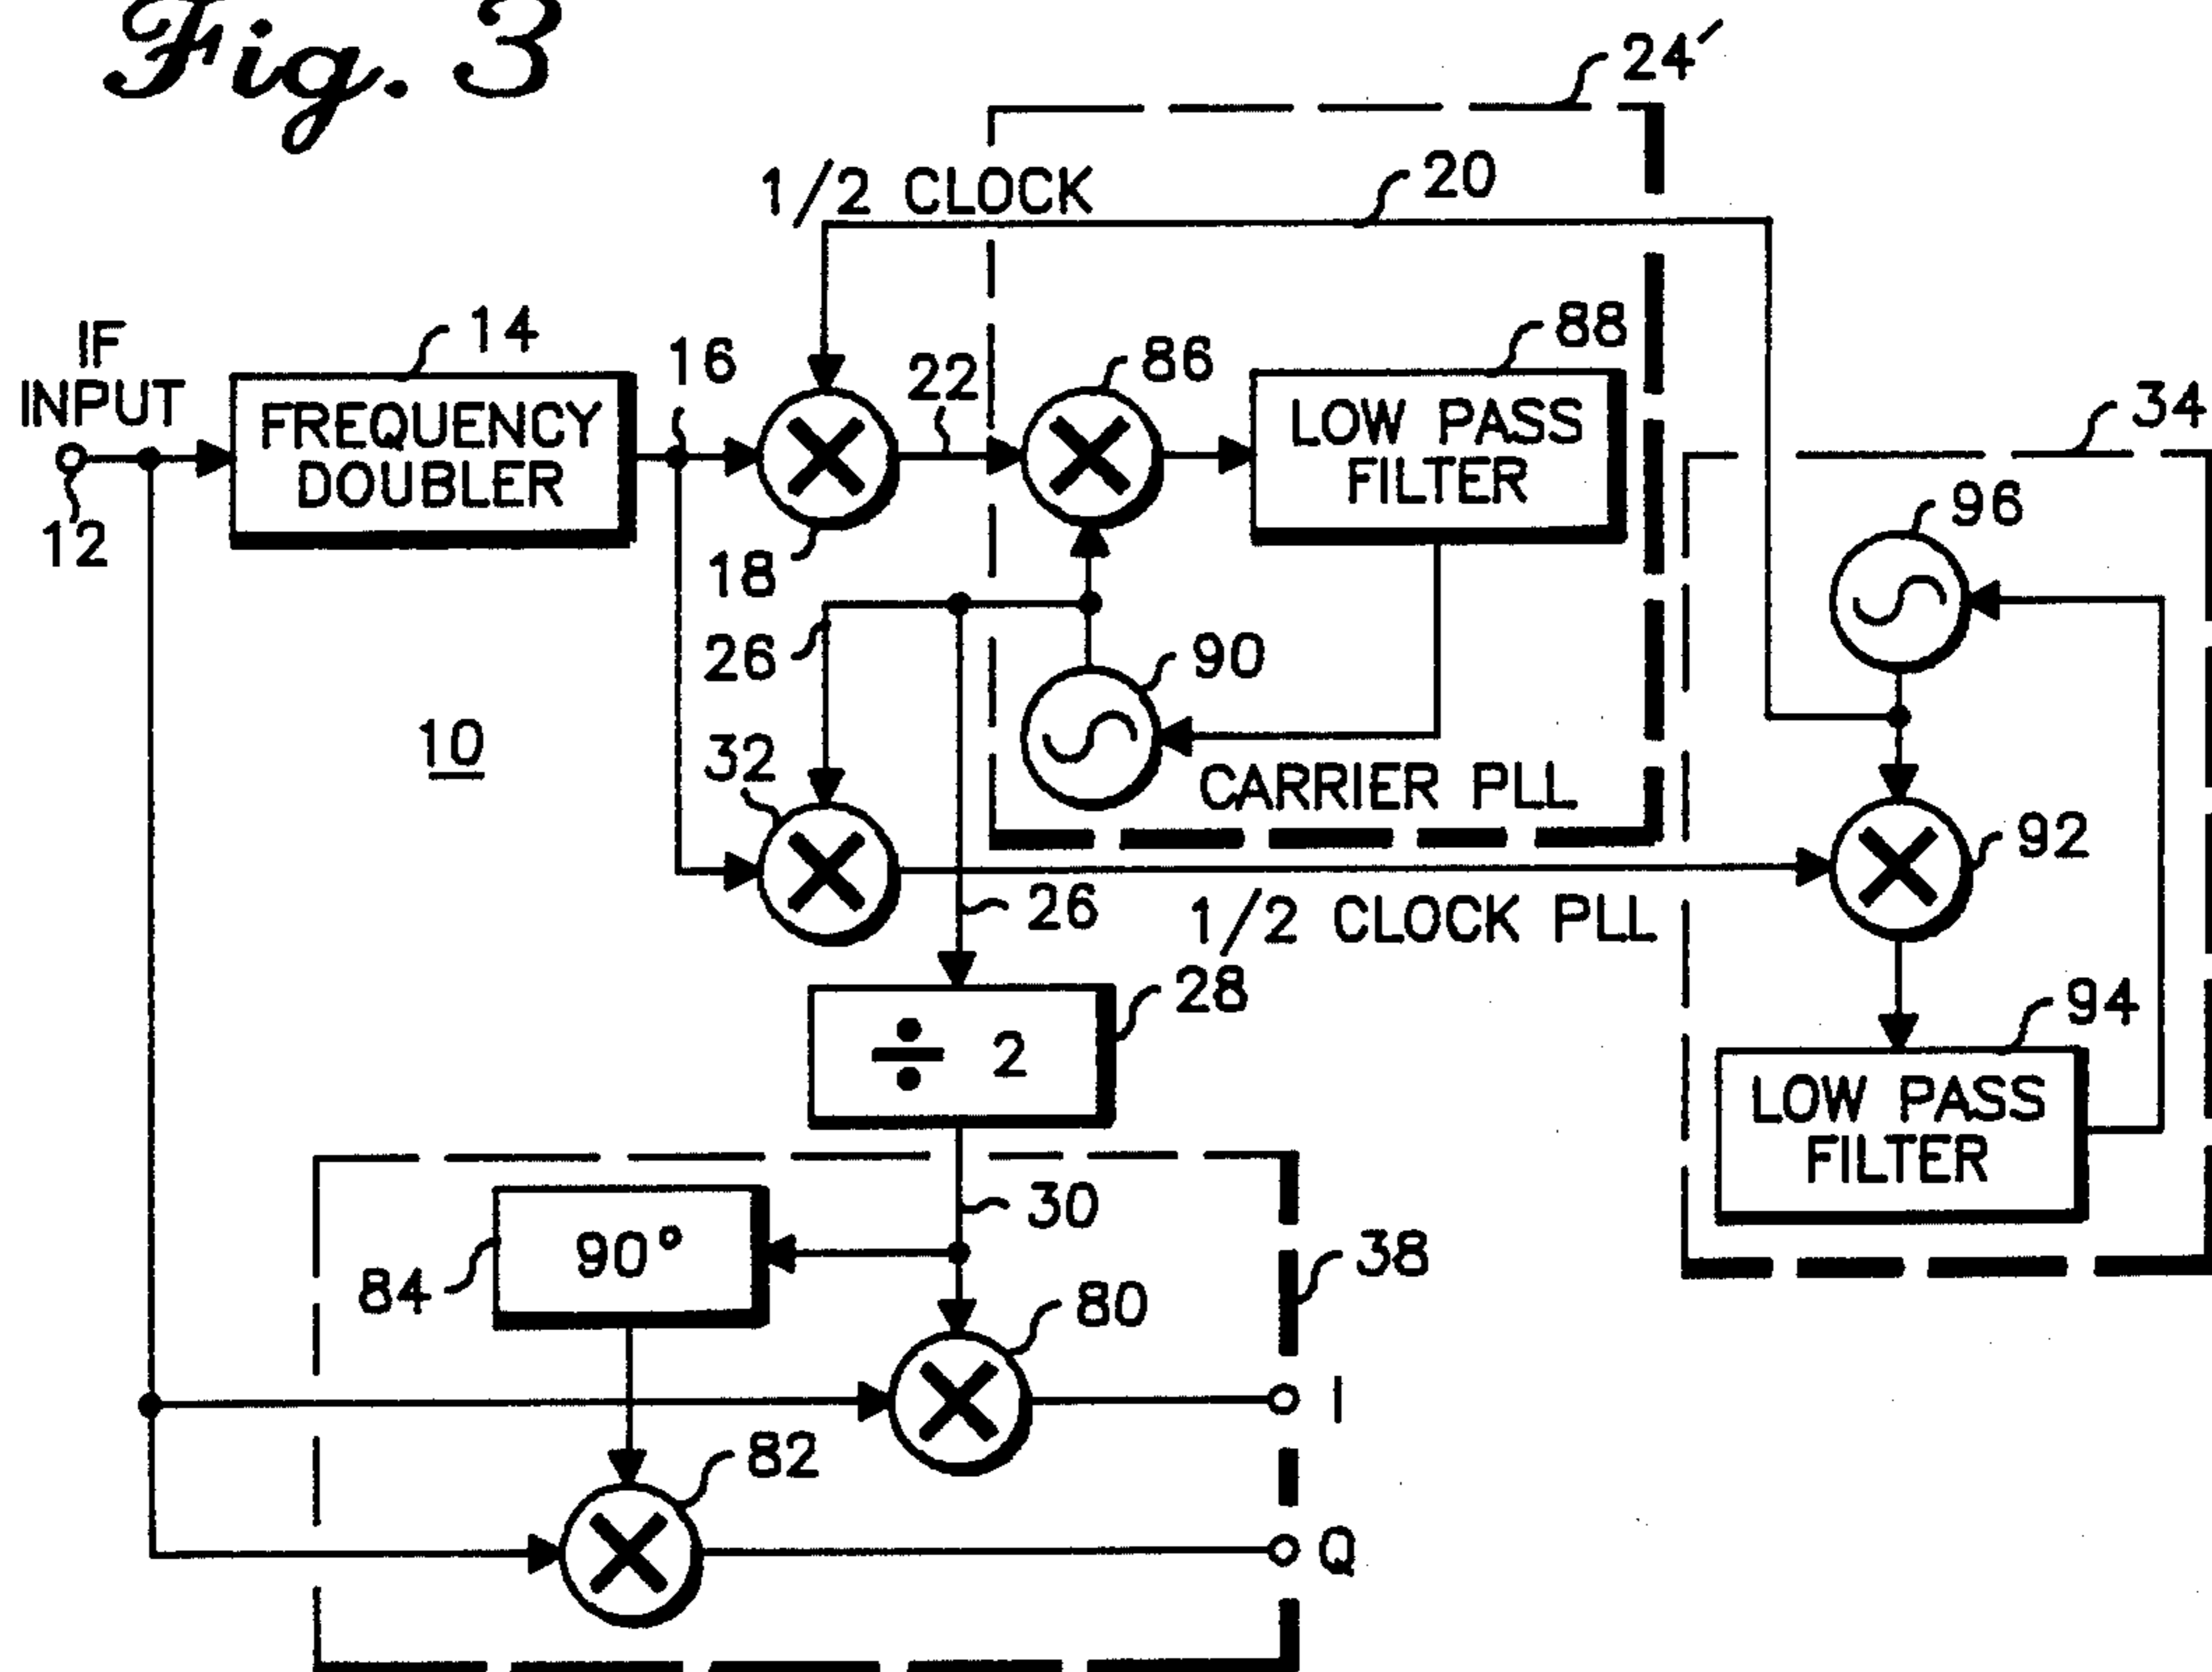 Fig. 3
24′
1/2 CLOCK
20
IF
INPUT
12
14
FREQUENCY
DOUBLER
16
18
22
86
88
LOW PASS
FILTER
34
96
26
90
10
32
CARRIER PLL
92
26
1/2 CLOCK PLL
28
÷ 2
94
LOW PASS
FILTER
30
90°
84
38
80
I
82
Q